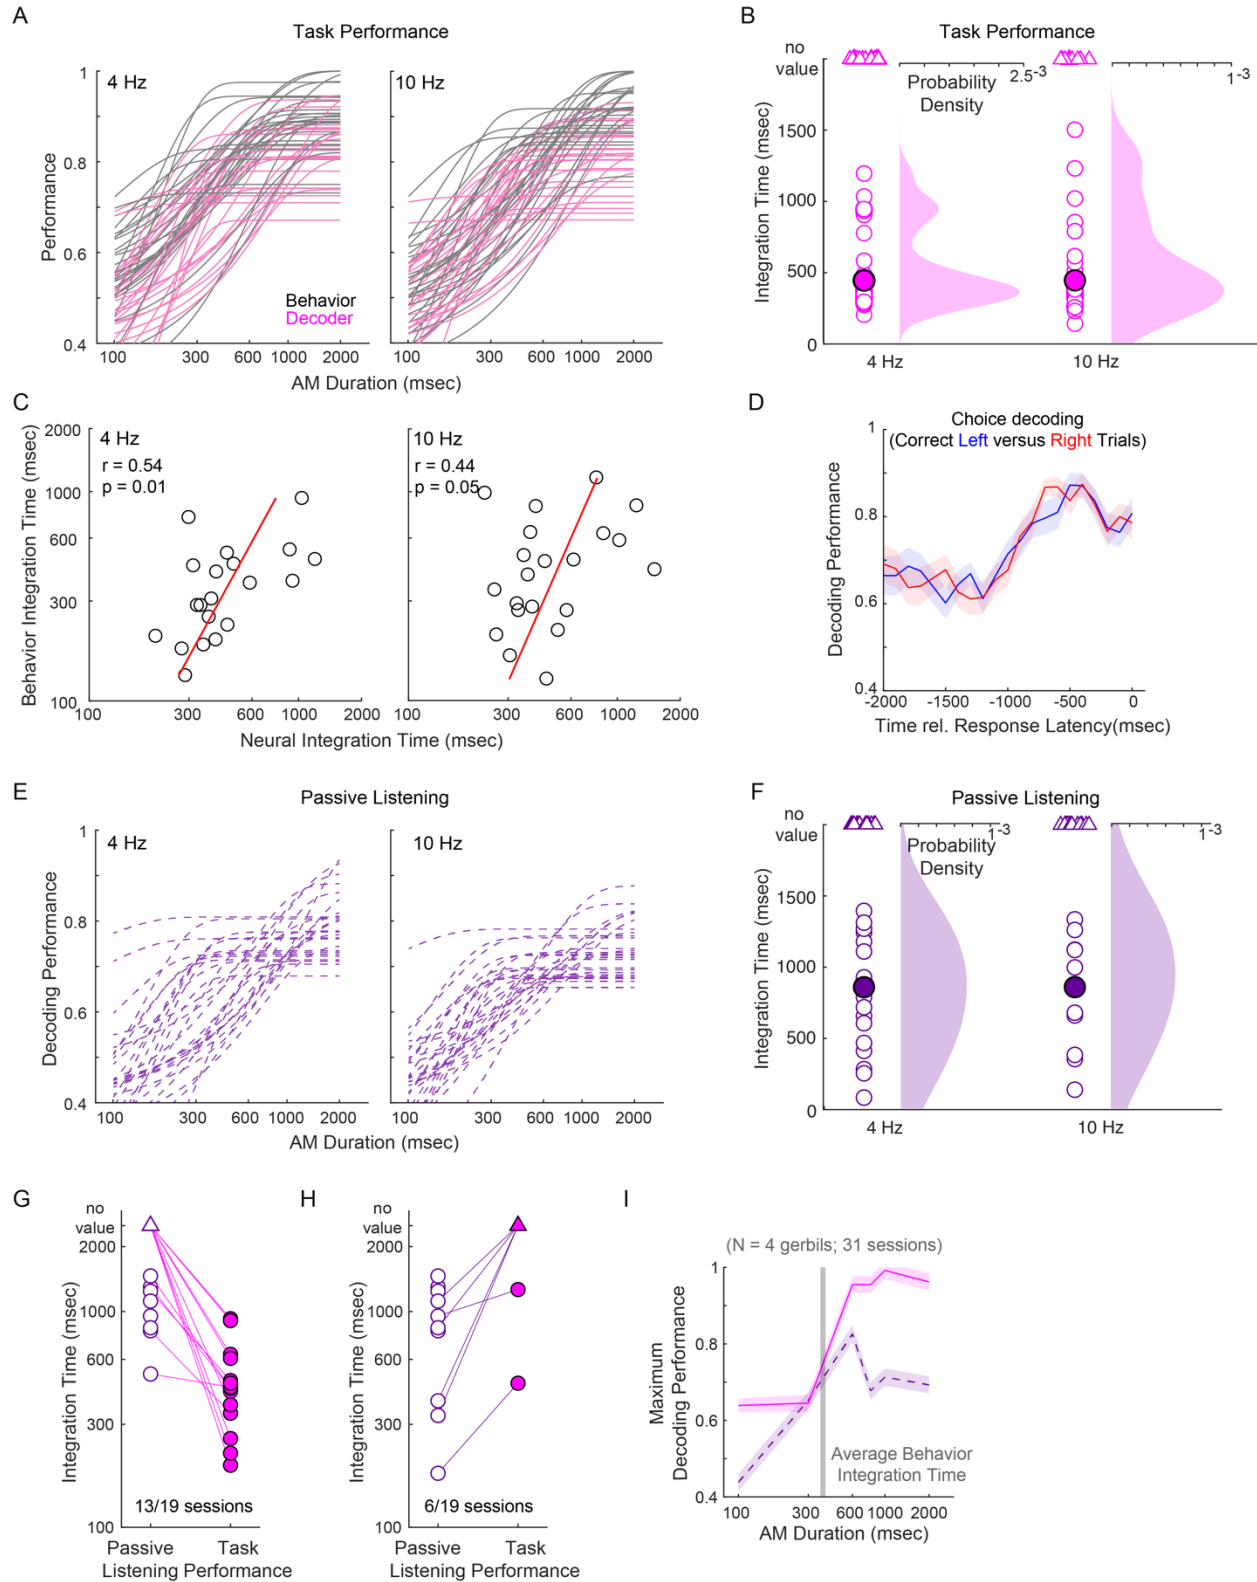 A
Task Performance
4 Hz
10 Hz
1
0.8
0.6
0.4
Performance
Behavior
Decoder
100
300
600
1000
2000
100
300
600
1000
2000
AM Duration (msec)
B
Task Performance
no
value
1500
1000
500
0
Integration Time (msec)
Probability
Density
2.5-3
1-3
4 Hz
10 Hz
C
Behavior Integration Time (msec)
2000
1000
600
300
100
4 Hz
r = 0.54
p = 0.01
10 Hz
r = 0.44
p = 0.05
100
300
600
1000
2000
100
300
600
1000
2000
Neural Integration Time (msec)
D
Choice decoding
(Correct Left versus Right Trials)
1
0.8
0.6
0.4
Decoding Performance
-2000
-1500
-1000
-500
0
Time rel. Response Latency(msec)
E
Passive Listening
4 Hz
10 Hz
1
0.8
0.6
0.4
Decoding Performance
100
300
600
1000
2000
100
300
600
1000
2000
AM Duration (msec)
F
Passive Listening
no
value
1500
1000
500
0
Integration Time (msec)
Probability
Density
1-3
1-3
4 Hz
10 Hz
G
no
value
2000
1000
600
300
100
Integration Time (msec)
13/19 sessions
Passive
Listening
Task
Performance
H
no
value
2000
1000
600
300
100
Integration Time (msec)
6/19 sessions
Passive
Listening
Task
Performance
I
(N = 4 gerbils; 31 sessions)
1
0.8
0.6
0.4
Maximum
Decoding Performance
Average Behavior
Integration Time
100
300
600
1000
2000
AM Duration (msec)